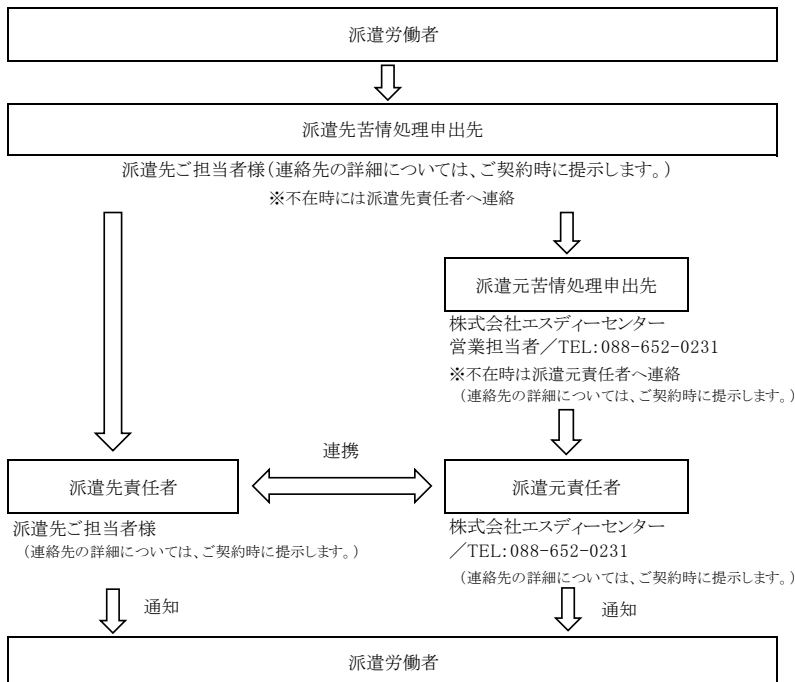 派遣労働者
派遣先苦情処理申出先
派遣先ご担当者様(連絡先の詳細については、ご契約時に提示します。)
※不在時には派遣先責任者へ連絡
派遣元苦情処理申出先
株式会社エスディーセンター
営業担当者/TEL:088-652-0231
※不在時は派遣元責任者へ連絡
(連絡先の詳細については、ご契約時に提示します。)
連携
派遣先責任者
派遣元責任者
派遣先ご担当者様
(連絡先の詳細については、ご契約時に提示します。)
株式会社エスディーセンター
/TEL:088-652-0231
(連絡先の詳細については、ご契約時に提示します。)
通知
通知
派遣労働者